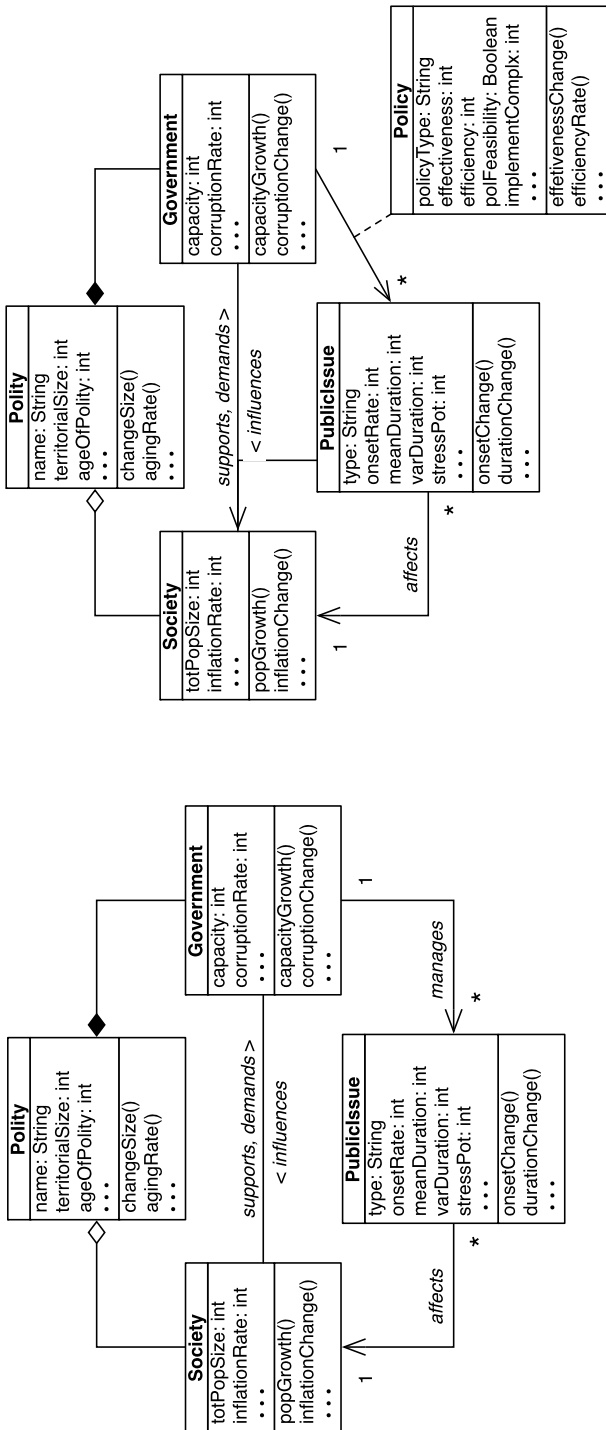 Polity
name: String
territorialSize: int
ageOfPolity: int
• • •
changeSize()
agingRate()
• • •
Society
totPopSize: int
inflationRate: int
• • •
popGrowth()
inflationChange()
• • •
supports, demands >
< influences
Government
capacity: int
corruptionRate: int
• • •
capacityGrowth()
corruptionChange()
• • •
1
affects
*
PublicIssue
type: String
onsetRate: int
meanDuration: int
varDuration: int
stressPot: int
• • •
onsetChange()
durationChange()
• • •
*
manages
1
Polity
name: String
territorialSize: int
ageOfPolity: int
• • •
changeSize()
agingRate()
• • •
Society
totPopSize: int
inflationRate: int
• • •
popGrowth()
inflationChange()
• • •
supports, demands >
< influences
Government
capacity: int
corruptionRate: int
• • •
capacityGrowth()
corruptionChange()
• • •
1
affects
*
PublicIssue
type: String
onsetRate: int
meanDuration: int
varDuration: int
stressPot: int
• • •
onsetChange()
durationChange()
• • •
*
1
Policy
policyType: String
effectiveness: int
efficiency: int
polFeasibility: Boolean
implementComplx: int
• • •
effetivenessChange()
efficiencyRate()
• • •